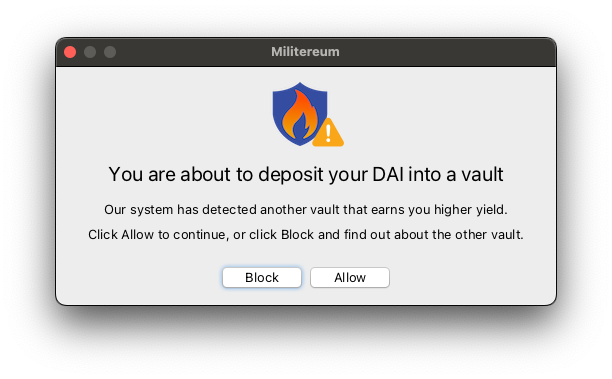 Militereum
You are about to deposit your DAI into a vault
Our system has detected another vault that earns you higher yield.
Click Allow to continue, or click Block and find out about the other vault.
Block
Allow